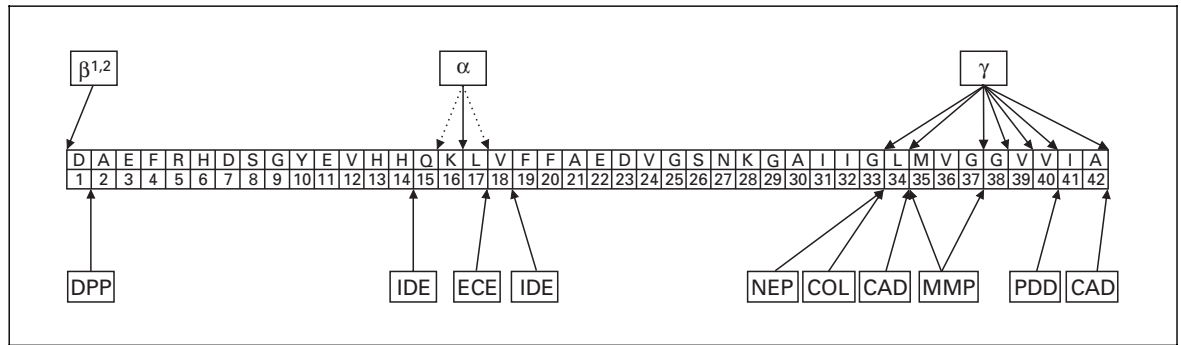 β1,2 α γ
D A E F R H D S G Y E V H H Q K L V F F A E D V G S N K G A I I G L M V G G V V I A
1 2 3 4 5 6 7 8 9 10 11 12 13 14 15 16 17 18 19 20 21 22 23 24 25 26 27 28 29 30 31 32 33 34 35 36 37 38 39 40 41 42
DPP IDE ECE IDE NEP COL CAD MMP PDD CAD